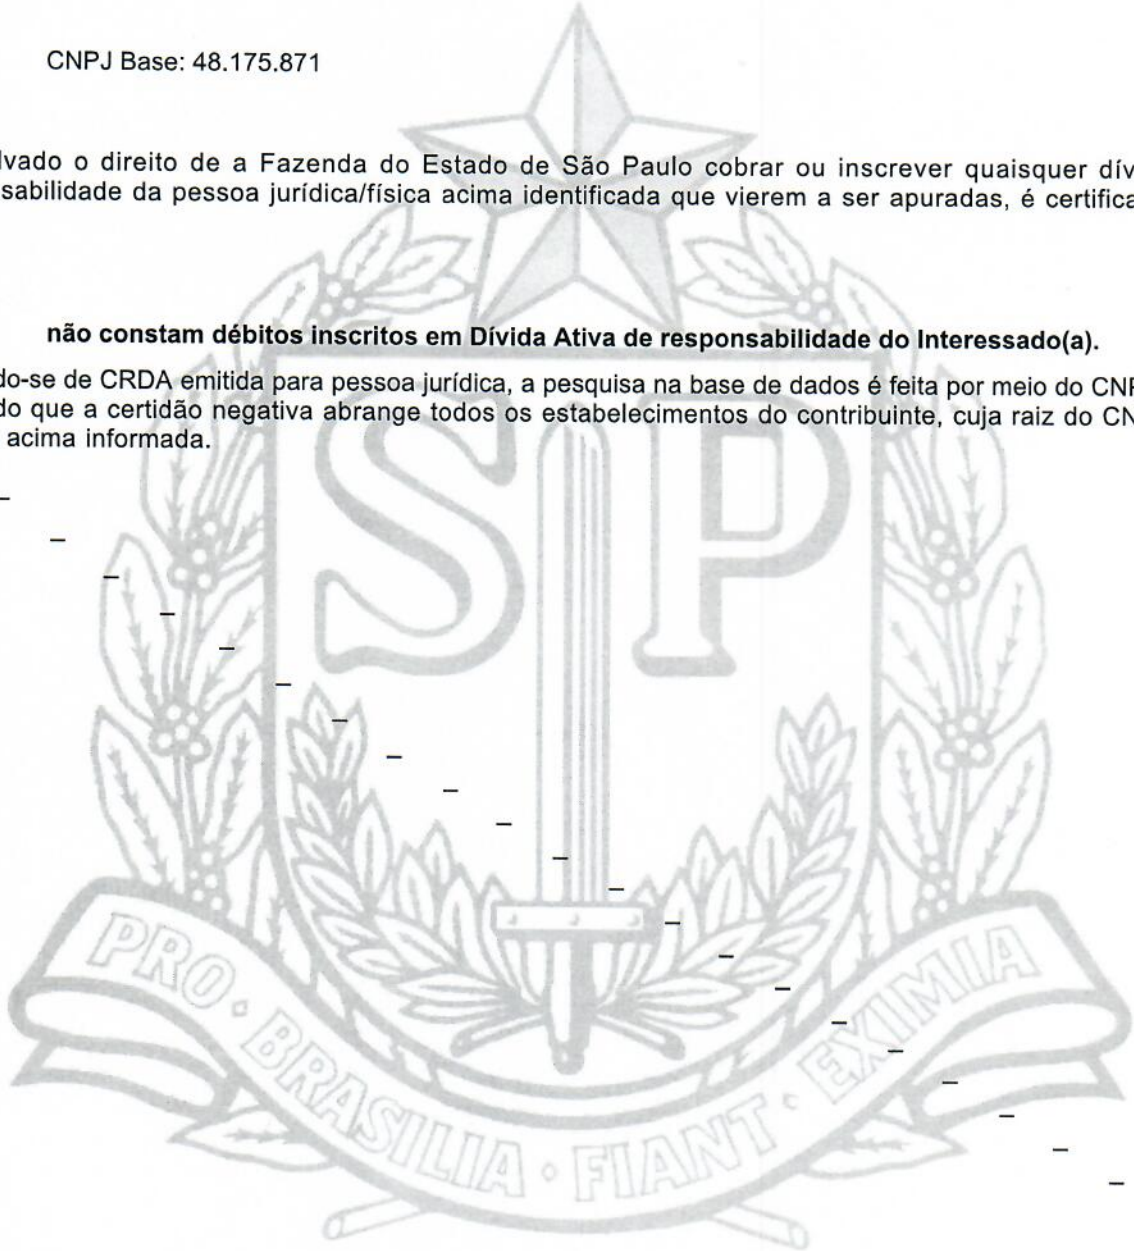 CNPJ Base: 48.175.871
lvado o direito de a Fazenda do Estado de São Paulo cobrar ou inscrever quaisquer dív
sabilidade da pessoa jurídica/física acima identificada que vierem a ser apuradas, é certifica
não constam débitos inscritos em Dívida Ativa de responsabilidade do Interessado(a).
do-se de CRDA emitida para pessoa jurídica, a pesquisa na base de dados é feita por meio do CNP
do que a certidão negativa abrange todos os estabelecimentos do contribuinte, cuja raiz do CN
acima informada.
SP
PRO · BRASILIA · FIANT · EXIMIA